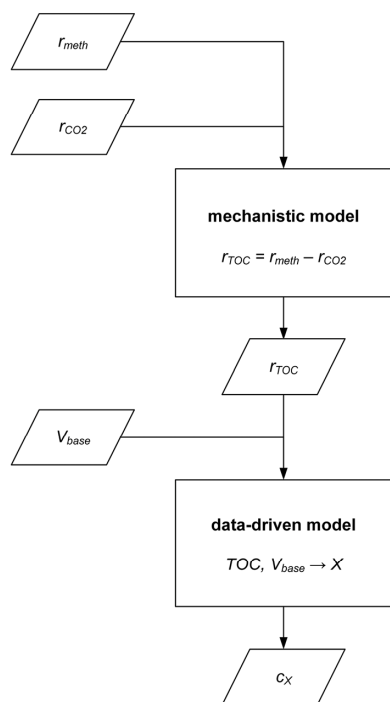 r_meth
r_CO2
mechanistic model
r_TOC = r_meth – r_CO2
r_TOC
V_base
data-driven model
TOC, V_base → X
c_X